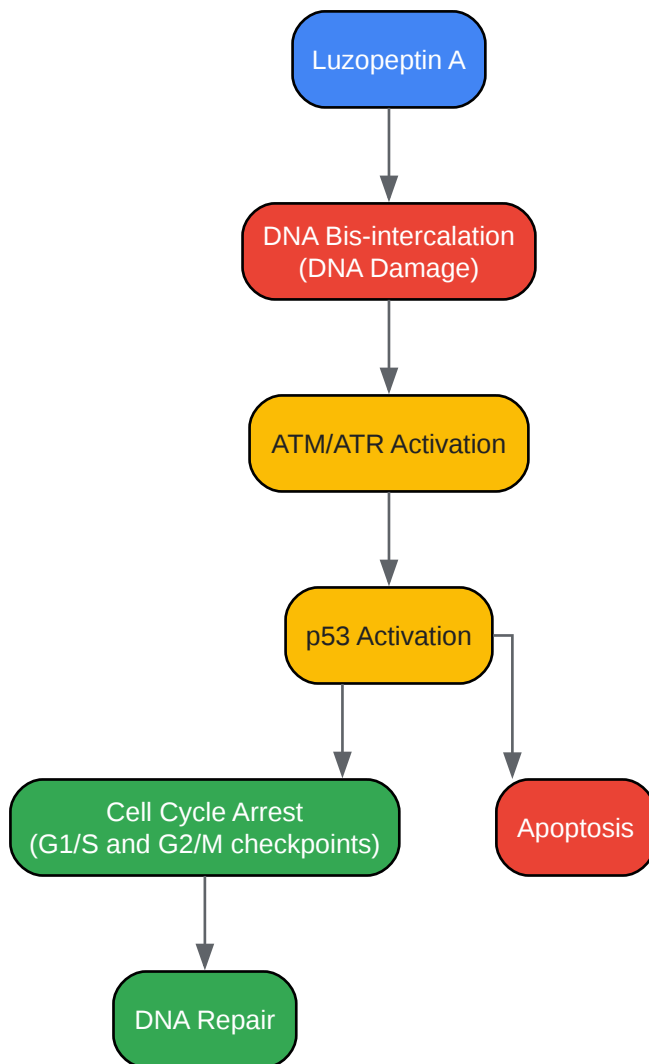 Luzopeptin A
DNA Bis-intercalation
(DNA Damage)
ATM/ATR Activation
p53 Activation
Cell Cycle Arrest
(G1/S and G2/M checkpoints)
Apoptosis
DNA Repair